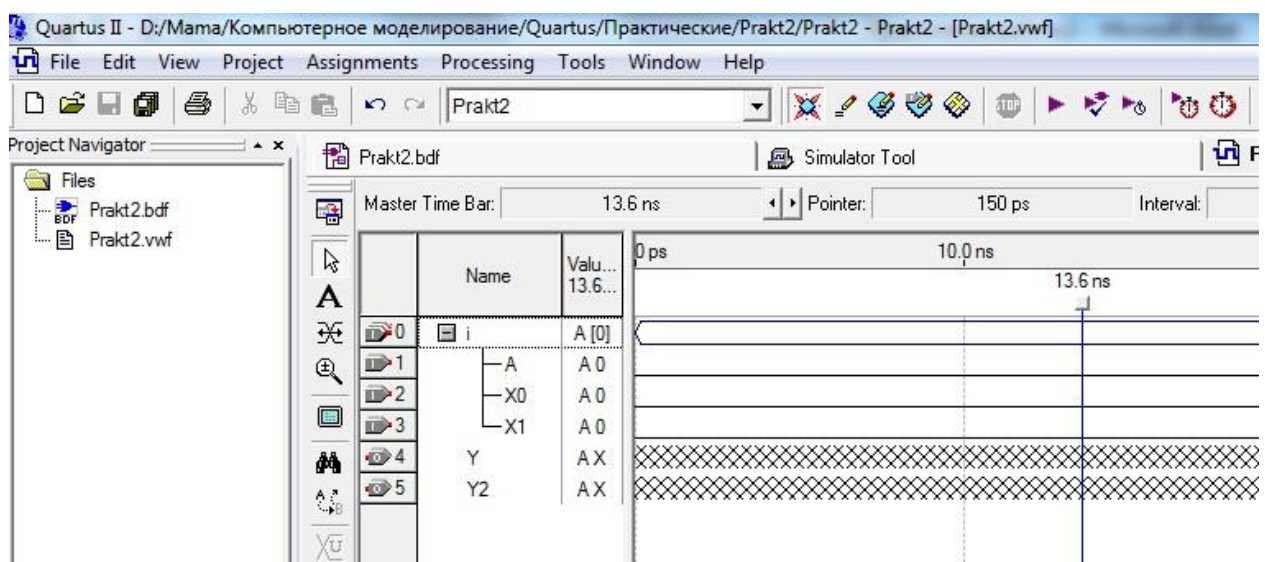 Quartus II - D:/Mama/Компьютерное моделирование/Quartus/Практические/Prakt2/Prakt2 - Prakt2 - [Prakt2.vwf]
File Edit View Project Assignments Processing Tools Window Help
Prakt2
STOP
Project Navigator
Files
BDF Prakt2.bdf
Prakt2.vwf
Prakt2.bdf
Simulator Tool
Master Time Bar: 13.6 ns
Pointer: 150 ps
Interval:
Name
Valu...
13.6...
0 ps
10.0 ns
13.6 ns
0 i A [0]
1 A A 0
2 X0 A 0
3 X1 A 0
4 Y A X
5 Y2 A X